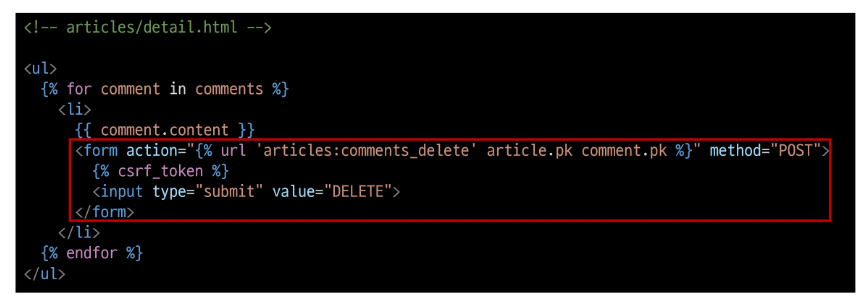 <!-- articles/detail.html -->
<ul>
{% for comment in comments %}
<li>
{{ comment.content }}
<form action="{% url 'articles:comments_delete' article.pk comment.pk %}" method="POST">
{% csrf_token %}
<input type="submit" value="DELETE">
</form>
</li>
{% endfor %}
</ul>